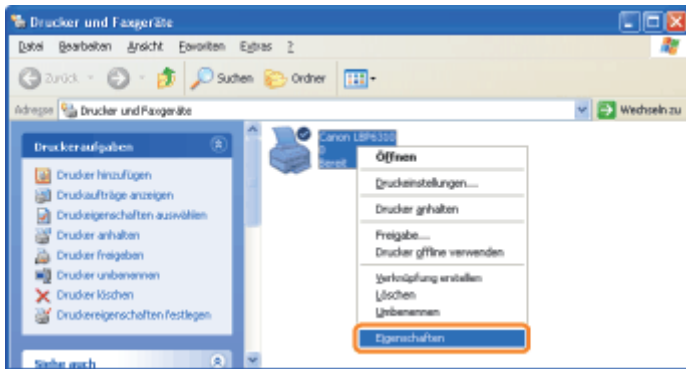 Drucker und Faxgeräte
Datei Bearbeiten Ansicht Favoriten Extras ?
Zurück Suchen Ordner
Adresse Drucker und Faxgeräte Wechseln zu
Druckeraufgaben
Drucker hinzufügen
Druckaufträge anzeigen
Druckeigenschaften auswählen
Drucker anhalten
Drucker freigeben
Drucker umbenennen
Drucker löschen
Druckereigenschaften festlegen
Siehe auch
Canon LBP6310
0
Bereit
Öffnen
Druckeinstellungen...
Drucker anhalten
Freigabe...
Drucker offline verwenden
Verknüpfung erstellen
Löschen
Umbenennen
Eigenschaften